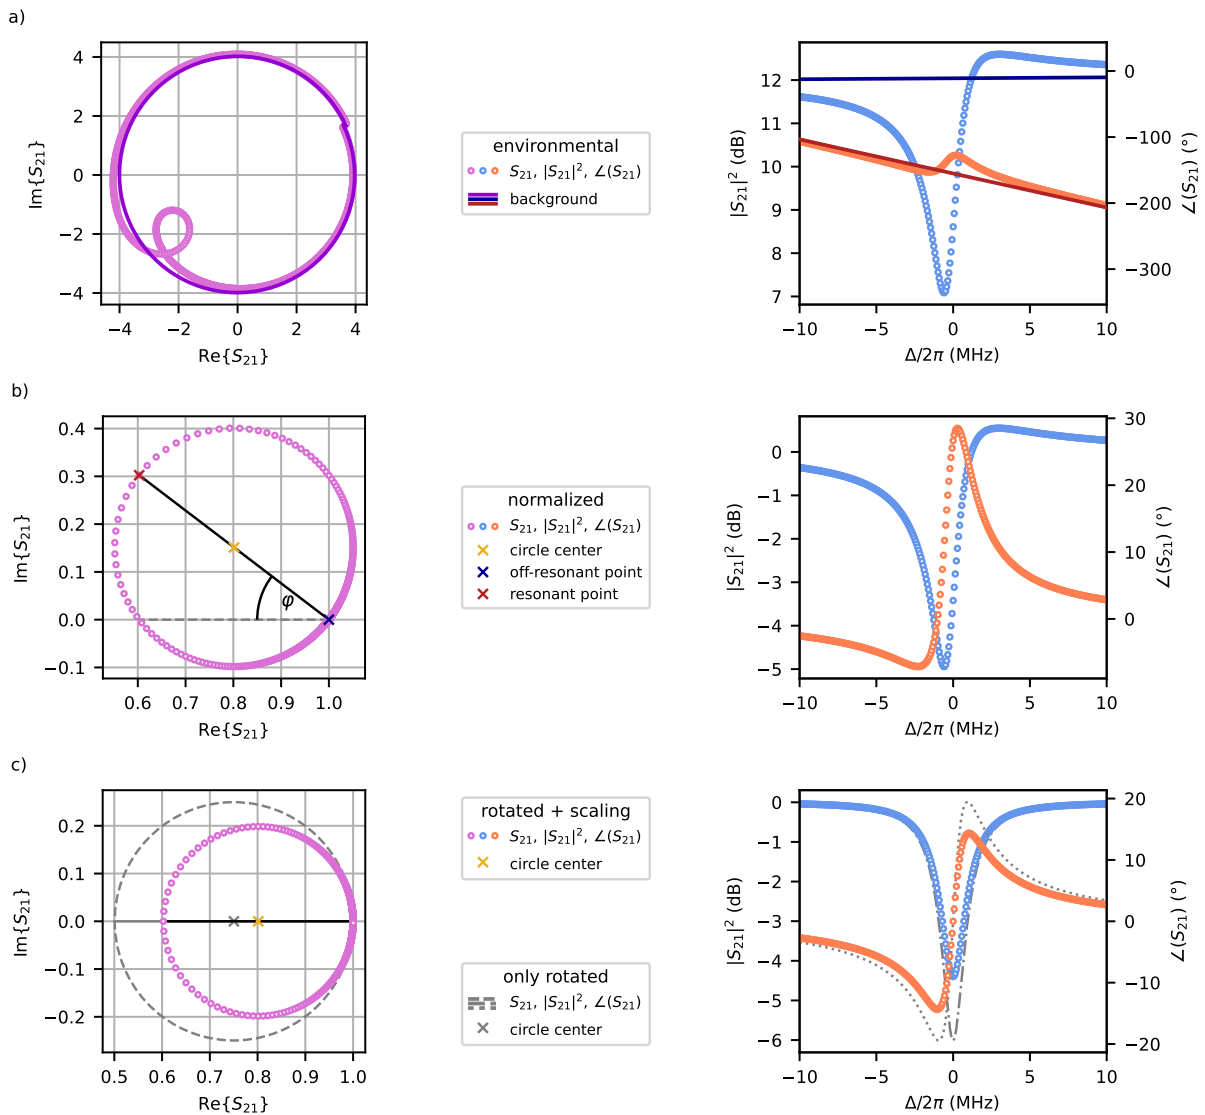 a)
4
2
0
−2
−4
Im{S21}
−4 −2 0 2 4
Re{S21}
environmental
S21, |S21|², ∠(S21)
background
12
11
10
9
8
7
|S21|² (dB)
0
−100
−200
−300
∠(S21) (°)
−10 −5 0 5 10
Δ/2π (MHz)
b)
0.4
0.3
0.2
0.1
0.0
−0.1
Im{S21}
φ
0.6 0.7 0.8 0.9 1.0
Re{S21}
normalized
S21, |S21|², ∠(S21)
circle center
off-resonant point
resonant point
0
−1
−2
−3
−4
−5
|S21|² (dB)
30
20
10
0
∠(S21) (°)
−10 −5 0 5 10
Δ/2π (MHz)
c)
0.2
0.1
0.0
−0.1
−0.2
Im{S21}
0.5 0.6 0.7 0.8 0.9 1.0
Re{S21}
rotated + scaling
S21, |S21|², ∠(S21)
circle center
only rotated
S21, |S21|², ∠(S21)
circle center
0
−1
−2
−3
−4
−5
−6
|S21|² (dB)
20
10
0
−10
−20
∠(S21) (°)
−10 −5 0 5 10
Δ/2π (MHz)